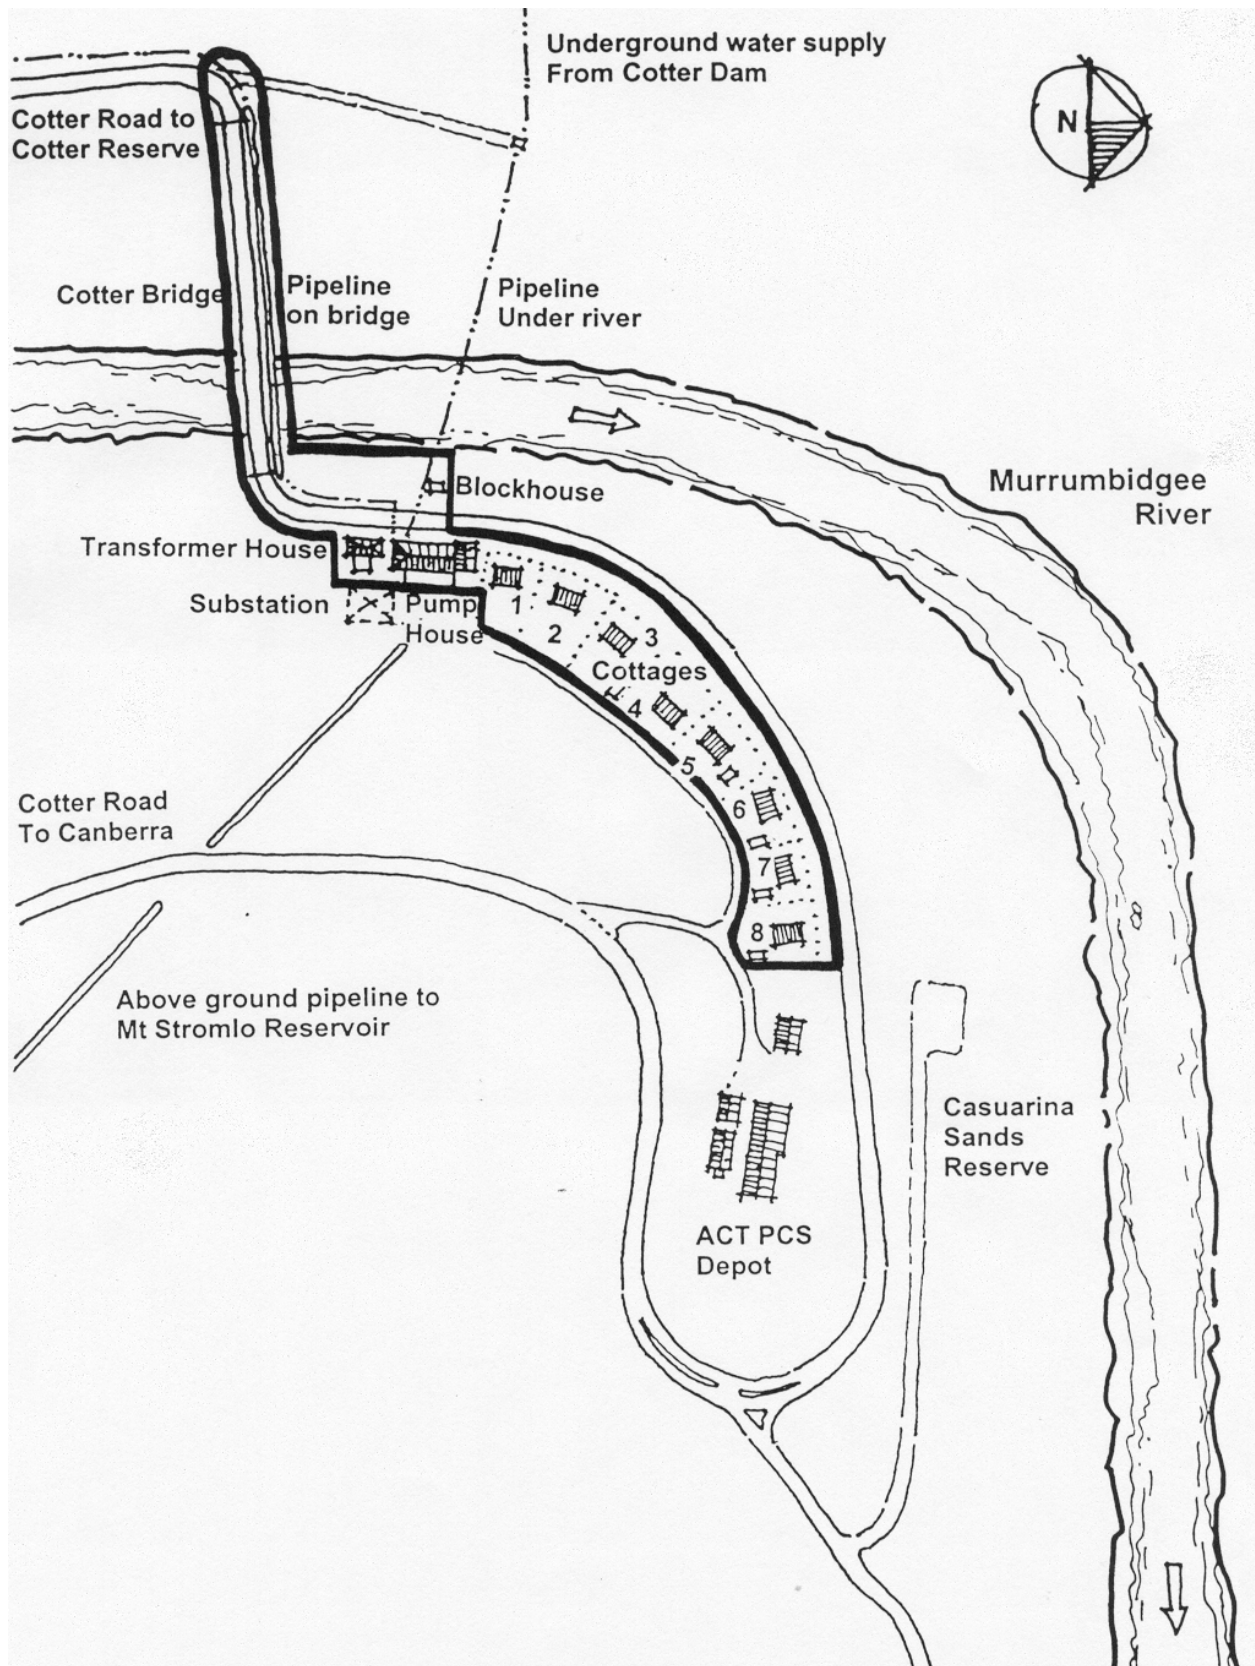 Underground water supply
From Cotter Dam
N
Cotter Road to
Cotter Reserve
Cotter Bridge
Pipeline
on bridge
Pipeline
Under river
Murrumbidgee
River
Blockhouse
Transformer House
Substation
Pump
House
1
2
3
Cottages
4
5
6
7
8
Cotter Road
To Canberra
Above ground pipeline to
Mt Stromlo Reservoir
Casuarina
Sands
Reserve
ACT PCS
Depot